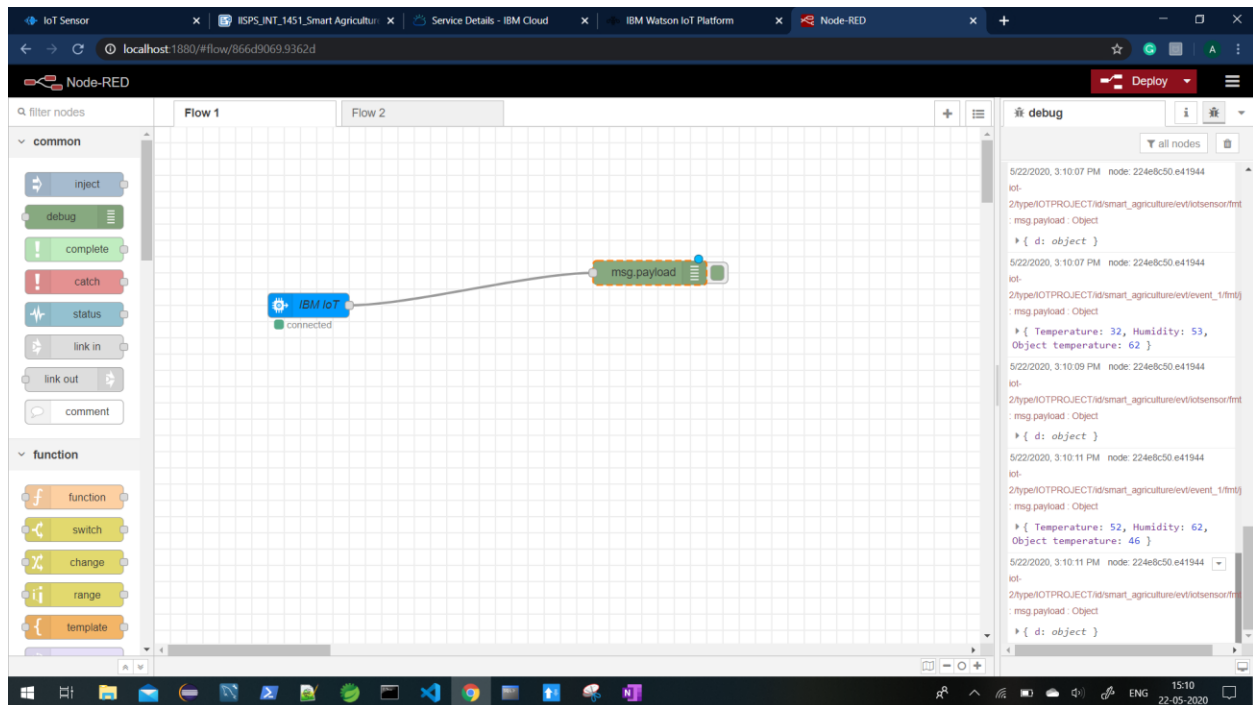 IoT Sensor
IISPS_INT_1451_Smart Agricultur
Service Details - IBM Cloud
IBM Watson IoT Platform
Node-RED
localhost:1880/#flow/866d9069.9362d
A
Node-RED
Deploy
filter nodes
Flow 1
Flow 2
debug
i
all nodes
common
inject
debug
complete
catch
status
link in
link out
comment
function
function
switch
change
range
template
IBM IoT
connected
msg.payload
5/22/2020, 3:10:07 PM node: 224e8c50.e41944
iot-
2/type/IOTPROJECT/id/smart_agriculture/evt/iotsensor/fmt
: msg.payload : Object
{ d: object }
5/22/2020, 3:10:07 PM node: 224e8c50.e41944
iot-
2/type/IOTPROJECT/id/smart_agriculture/evt/event_1/fmt/j
: msg.payload : Object
{ Temperature: 32, Humidity: 53,
Object temperature: 62 }
5/22/2020, 3:10:09 PM node: 224e8c50.e41944
iot-
2/type/IOTPROJECT/id/smart_agriculture/evt/iotsensor/fmt
: msg.payload : Object
{ d: object }
5/22/2020, 3:10:11 PM node: 224e8c50.e41944
iot-
2/type/IOTPROJECT/id/smart_agriculture/evt/event_1/fmt/j
: msg.payload : Object
{ Temperature: 52, Humidity: 62,
Object temperature: 46 }
5/22/2020, 3:10:11 PM node: 224e8c50.e41944
iot-
2/type/IOTPROJECT/id/smart_agriculture/evt/iotsensor/fmt
: msg.payload : Object
{ d: object }
ENG
15:10
22-05-2020